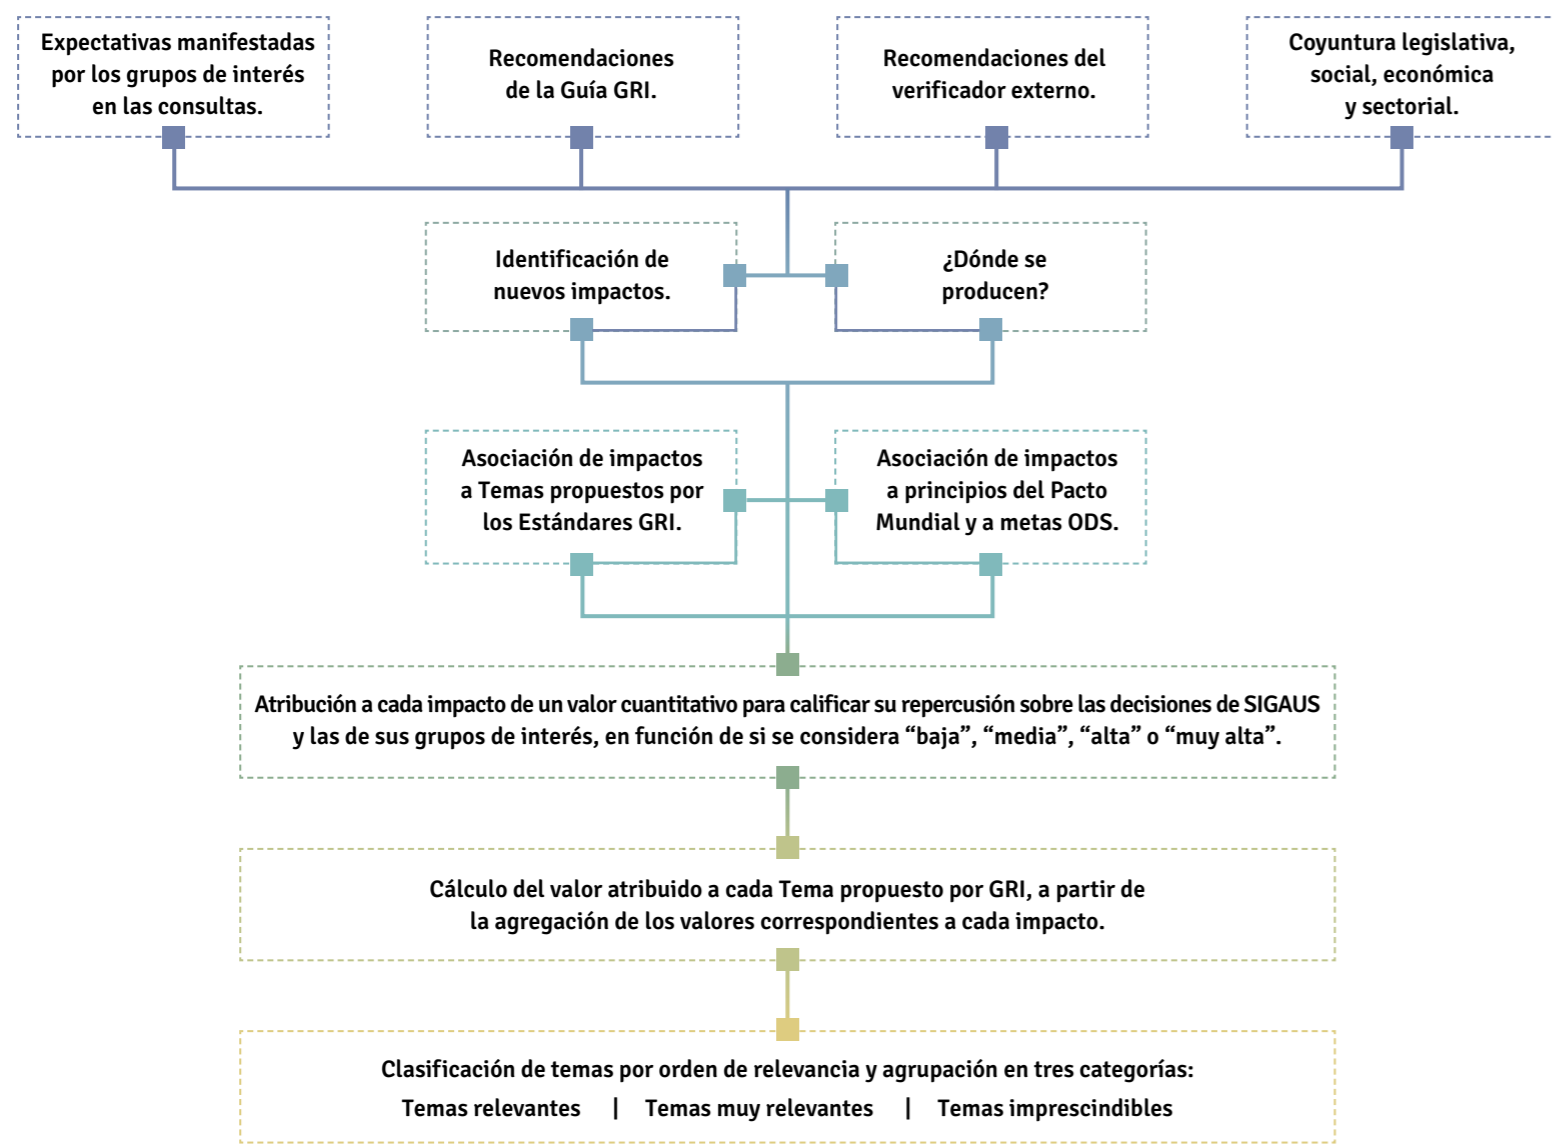 Expectativas manifestadas
por los grupos de interés
en las consultas.
Recomendaciones
de la Guía GRI.
Recomendaciones del
verificador externo.
Coyuntura legislativa,
social, económica
y sectorial.
Identificación de
nuevos impactos.
¿Dónde se
producen?
Asociación de impactos
a Temas propuestos por
los Estándares GRI.
Asociación de impactos
a principios del Pacto
Mundial y a metas ODS.
Atribución a cada impacto de un valor cuantitativo para calificar su repercusión sobre las decisiones de SIGAUS
y las de sus grupos de interés, en función de si se considera “baja”, “media”, “alta” o “muy alta”.
Cálculo del valor atribuido a cada Tema propuesto por GRI, a partir de
la agregación de los valores correspondientes a cada impacto.
Clasificación de temas por orden de relevancia y agrupación en tres categorías:
Temas relevantes | Temas muy relevantes | Temas imprescindibles